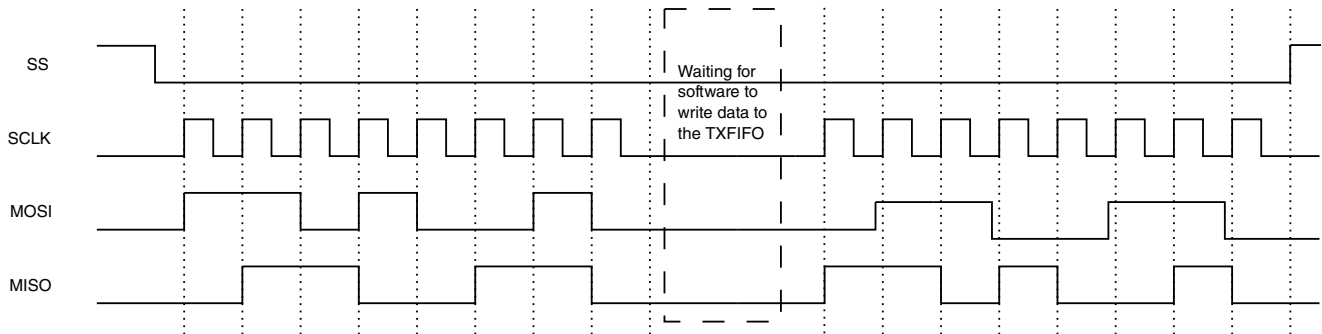 SS
Waiting for
software to
write data to
the TXFIFO
SCLK
MOSI
MISO